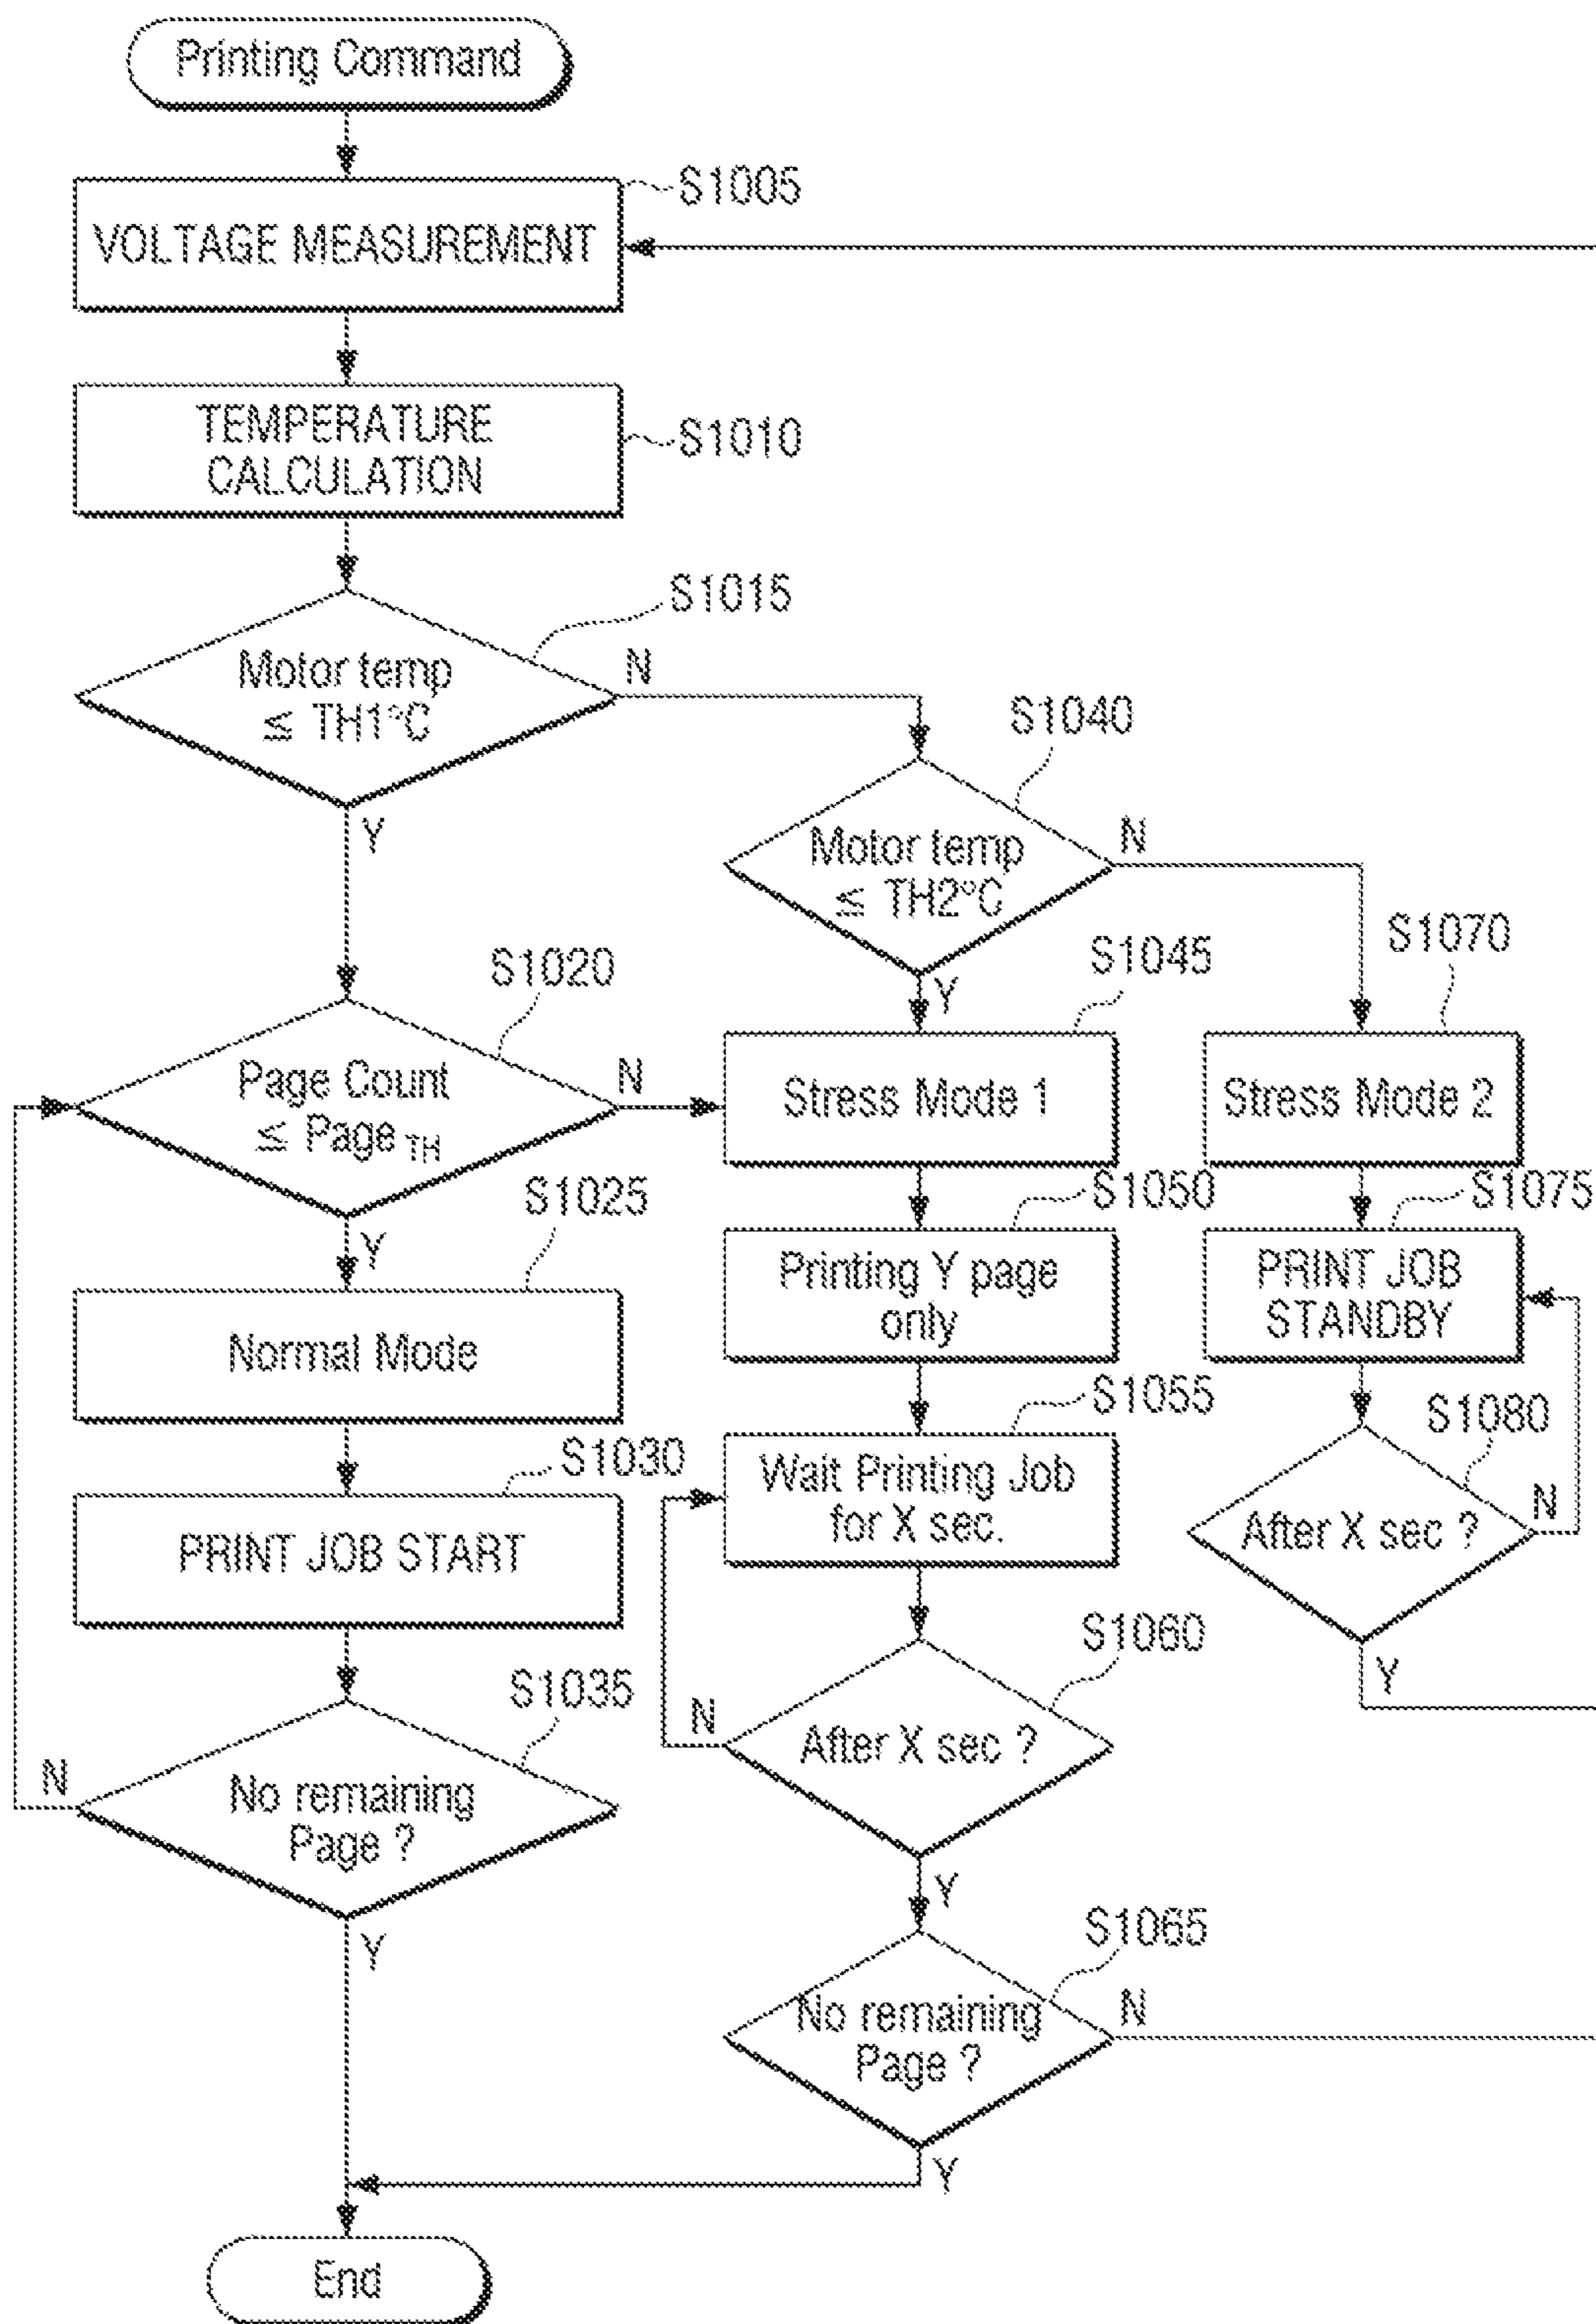 Printing Command
S1005
VOLTAGE MEASUREMENT
TEMPERATURE
CALCULATION
S1010
S1015
Motor temp
≦ TH1°C
N
Y
S1040
Motor temp
≦ TH2°C
N
Y
S1020
Page Count
≦ Page TH
N
Y
S1045
Stress Mode 1
S1070
Stress Mode 2
S1025
Normal Mode
S1050
Printing Y page
only
S1075
PRINT JOB
STANDBY
S1030
PRINT JOB START
S1055
Wait Printing Job
for X sec.
S1080
After X sec ?
N
Y
S1035
No remaining
Page ?
N
Y
S1060
After X sec ?
N
Y
S1065
No remaining
Page ?
N
Y
End